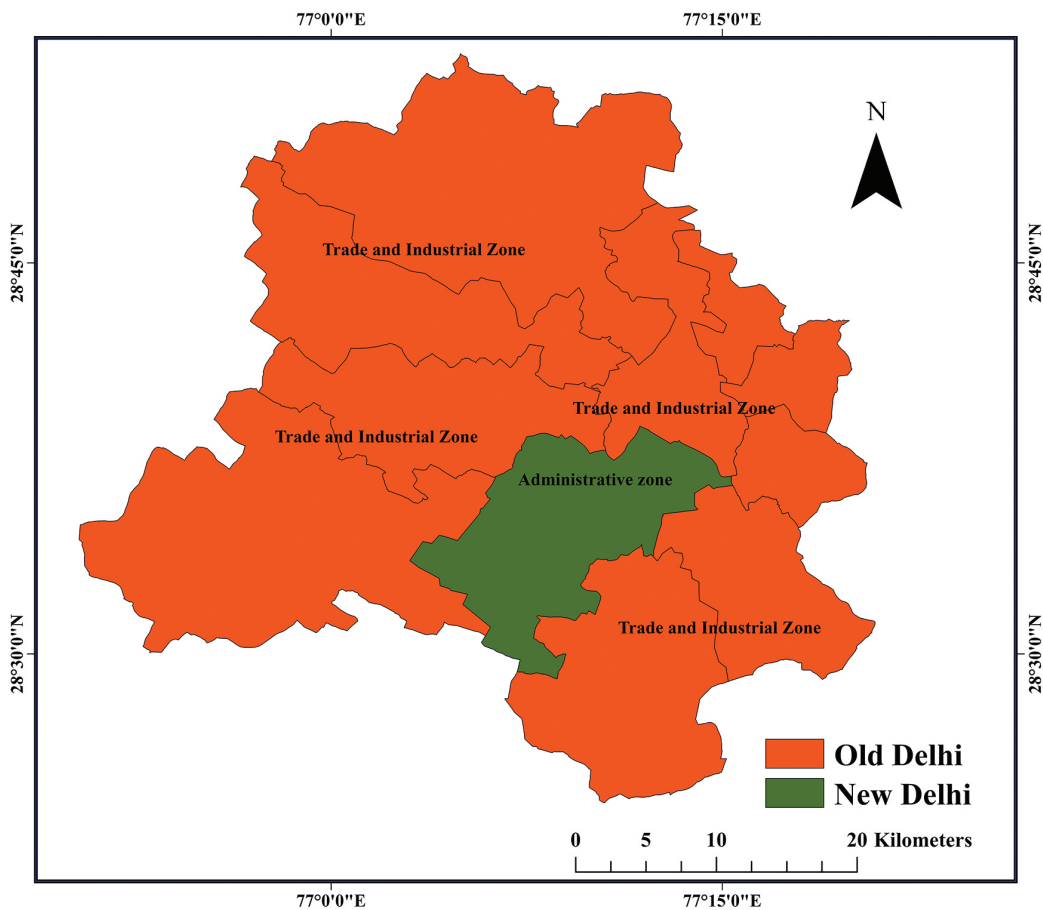 77°0'0"E
77°15'0"E
N
28°45'0"N
28°45'0"N
Trade and Industrial Zone
Trade and Industrial Zone
Trade and Industrial Zone
Administrative zone
Trade and Industrial Zone
28°30'0"N
28°30'0"N
Old Delhi
New Delhi
0 5 10 20 Kilometers
77°0'0"E
77°15'0"E